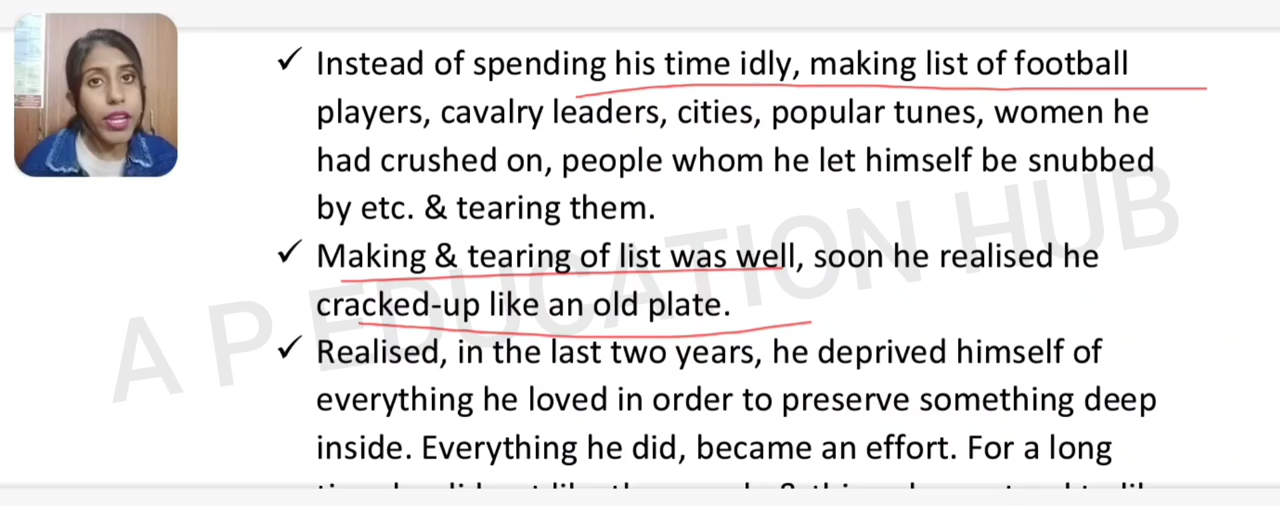 ✓ Instead of spending his time idly, making list of football
players, cavalry leaders, cities, popular tunes, women he
had crushed on, people whom he let himself be snubbed
by etc. & tearing them.
✓ Making & tearing of list was well, soon he realised he
cracked-up like an old plate.
✓ Realised, in the last two years, he deprived himself of
everything he loved in order to preserve something deep
inside. Everything he did, became an effort. For a long
A P EDUCATION HUB